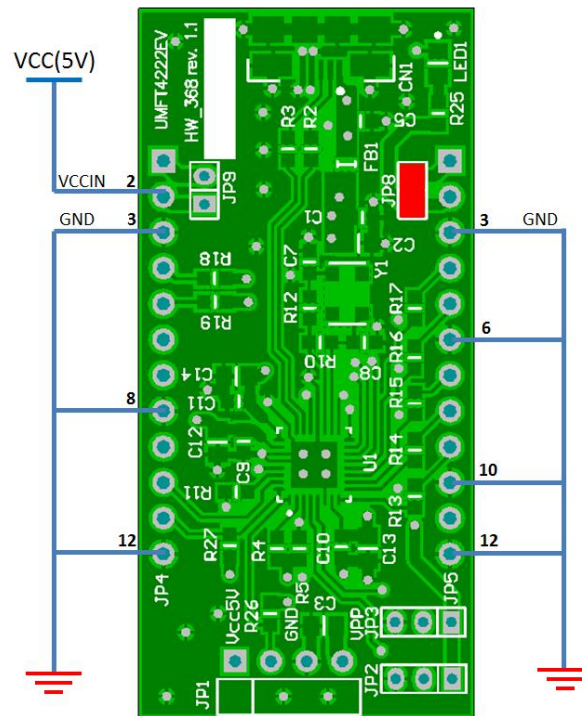 VCC(5V)
UMFT4222EV
HW_368 rev. 1.1
CN1
LED1
R3
R2
C5
R25
FB1
JP9
JP8
VCCIN
2
GND
3
3
GND
C1
C2
C7
Y1
R18
R12
R17
R19
6
R16
R10
C8
C14
R15
C11
8
C12
C9
U1
R14
10
R11
R13
12
R27
R4
C10
C13
12
JP4
JP5
R5
Vcc5V
R26
GND
C3
VPP
JP3
JP1
JP2